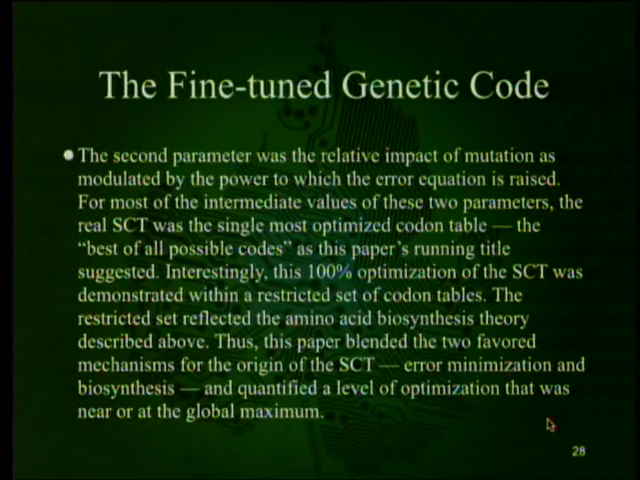 The Fine-tuned Genetic Code
The second parameter was the relative impact of mutation as
modulated by the power to which the error equation is raised.
For most of the intermediate values of these two parameters, the
real SCT was the single most optimized codon table — the
“best of all possible codes” as this paper’s running title
suggested. Interestingly, this 100% optimization of the SCT was
demonstrated within a restricted set of codon tables. The
restricted set reflected the amino acid biosynthesis theory
described above. Thus, this paper blended the two favored
mechanisms for the origin of the SCT — error minimization and
biosynthesis — and quantified a level of optimization that was
near or at the global maximum.
28